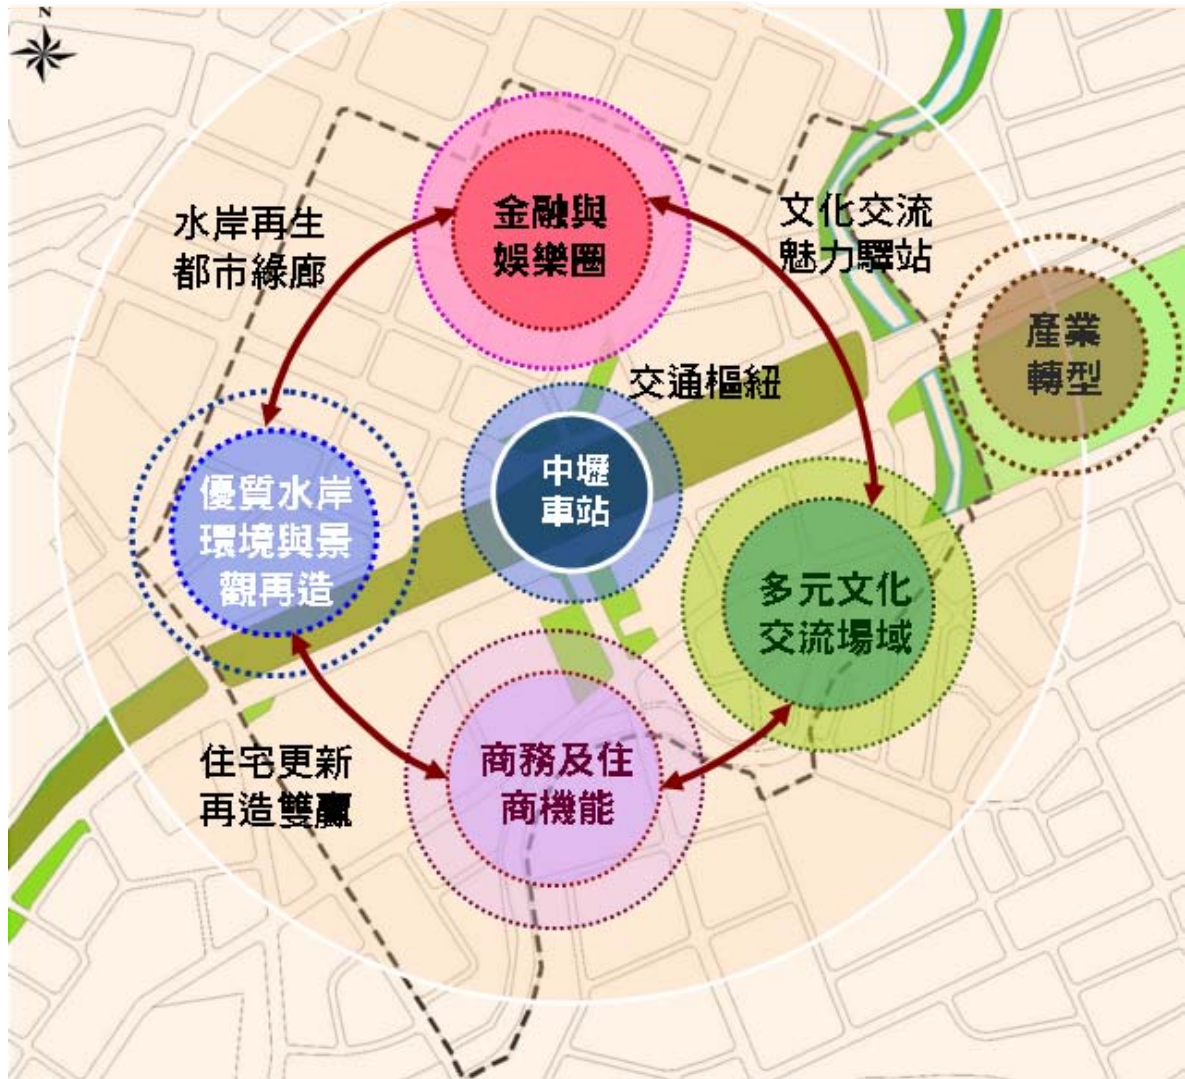 N
金融與
娛樂圈
水岸再生
都市綠廊
文化交流
魅力驛站
產業
轉型
交通樞紐
中壢
車站
優質水岸
環境與景
觀再造
多元文化
交流場域
住宅更新
再造雙贏
商務及住
商機能